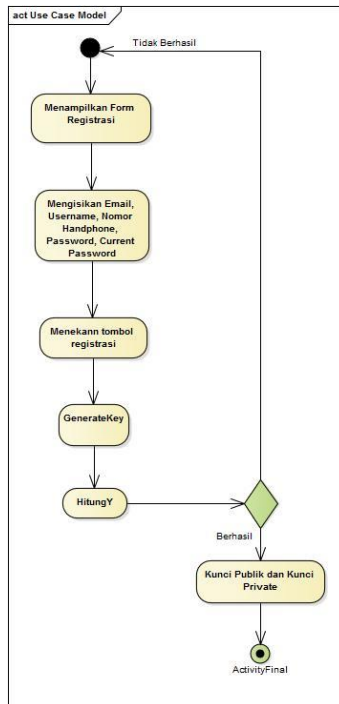 act Use Case Model
Tidak Berhasil
Menampilkan Form
Registrasi
Mengisikan Email,
Username, Nomor
Handphone,
Password, Current
Password
Menekann tombol
registrasi
GenerateKey
HitungY
Berhasil
Kunci Publik dan Kunci
Private
ActivityFinal